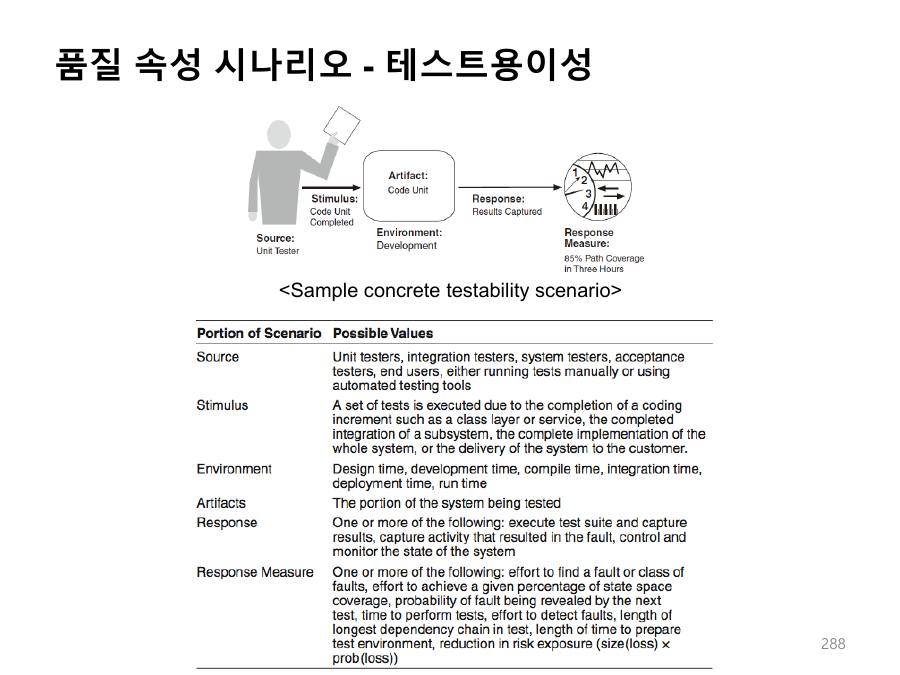 품질 속성 시나리오 - 테스트용이성
Artifact:
Code Unit
Stimulus:
Code Unit
Completed
Response:
Results Captured
1
2
3
4
Source:
Unit Tester
Environment:
Development
Response
Measure:
85% Path Coverage
in Three Hours
<Sample concrete testability scenario>
Portion of Scenario Possible Values
Source Unit testers, integration testers, system testers, acceptance
testers, end users, either running tests manually or using
automated testing tools
Stimulus A set of tests is executed due to the completion of a coding
increment such as a class layer or service, the completed
integration of a subsystem, the complete implementation of the
whole system, or the delivery of the system to the customer.
Environment Design time, development time, compile time, integration time,
deployment time, run time
Artifacts The portion of the system being tested
Response One or more of the following: execute test suite and capture
results, capture activity that resulted in the fault, control and
monitor the state of the system
Response Measure One or more of the following: effort to find a fault or class of
faults, effort to achieve a given percentage of state space
coverage, probability of fault being revealed by the next
test, time to perform tests, effort to detect faults, length of
longest dependency chain in test, length of time to prepare
test environment, reduction in risk exposure (size(loss) ×
prob(loss))
288